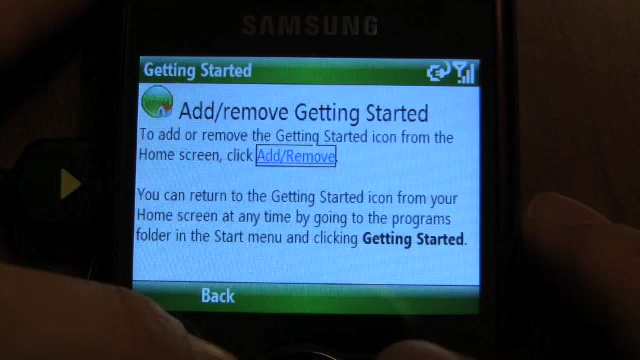 SAMSUNG
Getting Started
Add/remove Getting Started
To add or remove the Getting Started icon from the
Home screen, click Add/Remove.
You can return to the Getting Started icon from your
Home screen at any time by going to the programs
folder in the Start menu and clicking Getting Started.
Back